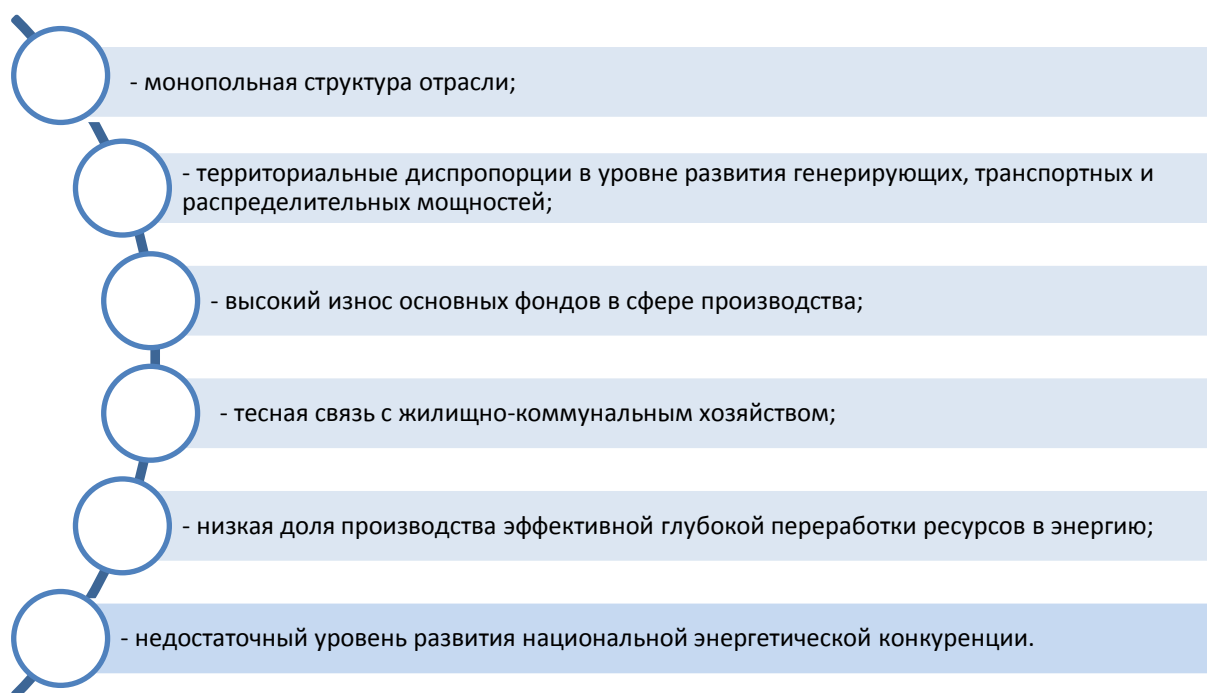 - монопольная структура отрасли;
- территориальные диспропорции в уровне развития генерирующих, транспортных и
распределительных мощностей;
- высокий износ основных фондов в сфере производства;
- тесная связь с жилищно-коммунальным хозяйством;
- низкая доля производства эффективной глубокой переработки ресурсов в энергию;
- недостаточный уровень развития национальной энергетической конкуренции.